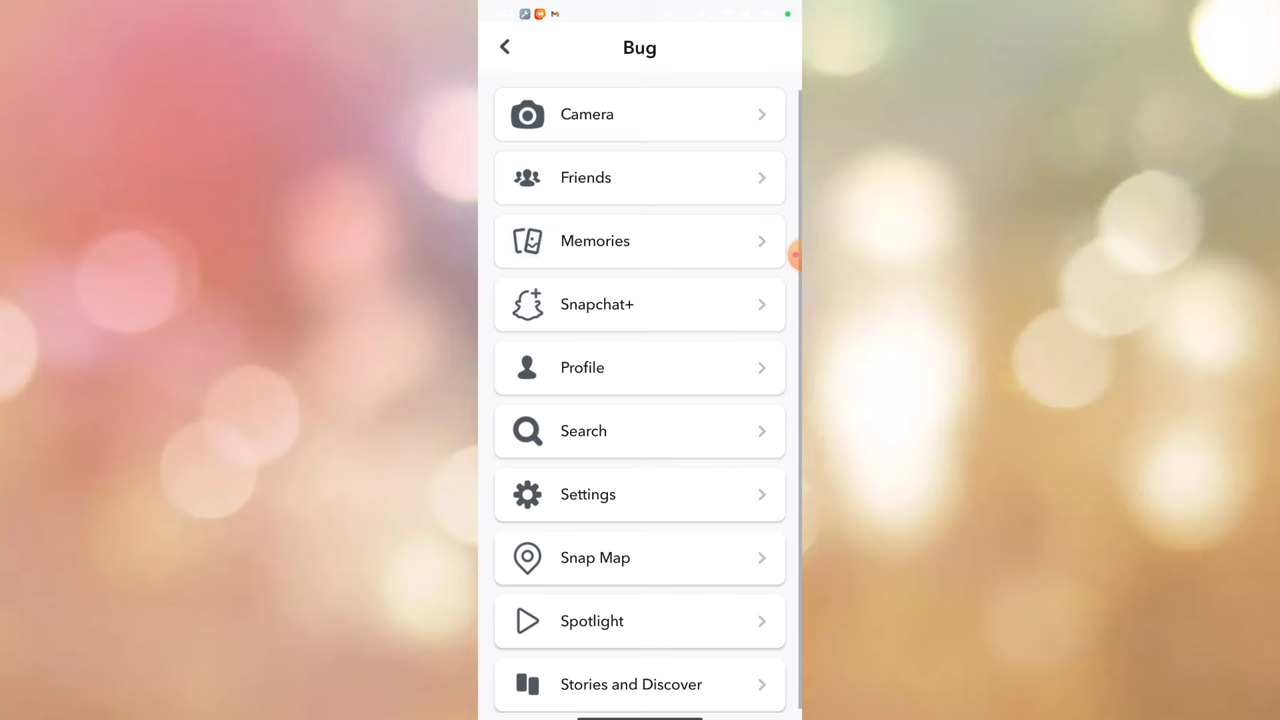 Bug
Camera
Friends
Memories
Snapchat+
Profile
Search
Settings
Snap Map
Spotlight
Stories and Discover